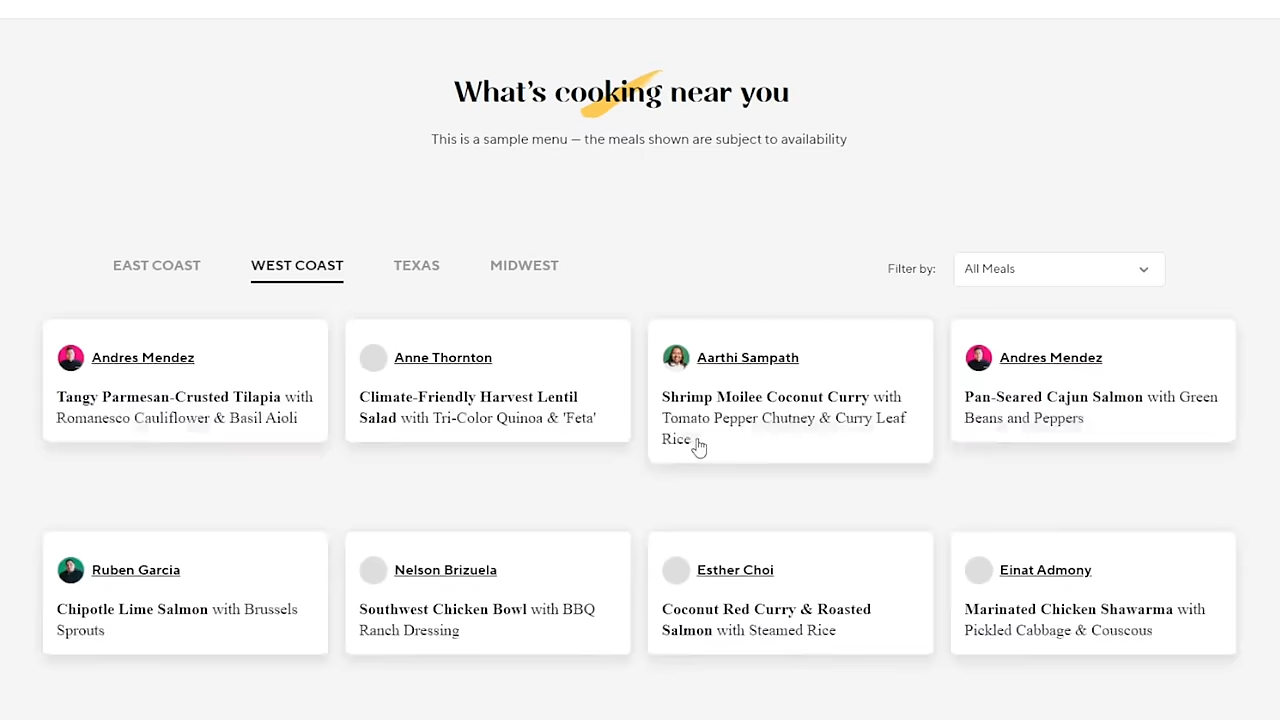 What's cooking near you
This is a sample menu — the meals shown are subject to availability
EAST COAST WEST COAST TEXAS MIDWEST Filter by: All Meals
Andres Mendez
Tangy Parmesan-Crusted Tilapia with
Romanesco Cauliflower & Basil Aioli
Anne Thornton
Climate-Friendly Harvest Lentil
Salad with Tri-Color Quinoa & 'Feta'
Aarthi Sampath
Shrimp Moilee Coconut Curry with
Tomato Pepper Chutney & Curry Leaf
Rice
Andres Mendez
Pan-Seared Cajun Salmon with Green
Beans and Peppers
Ruben Garcia
Chipotle Lime Salmon with Brussels
Sprouts
Nelson Brizuela
Southwest Chicken Bowl with BBQ
Ranch Dressing
Esther Choi
Coconut Red Curry & Roasted
Salmon with Steamed Rice
Einat Admony
Marinated Chicken Shawarma with
Pickled Cabbage & Couscous